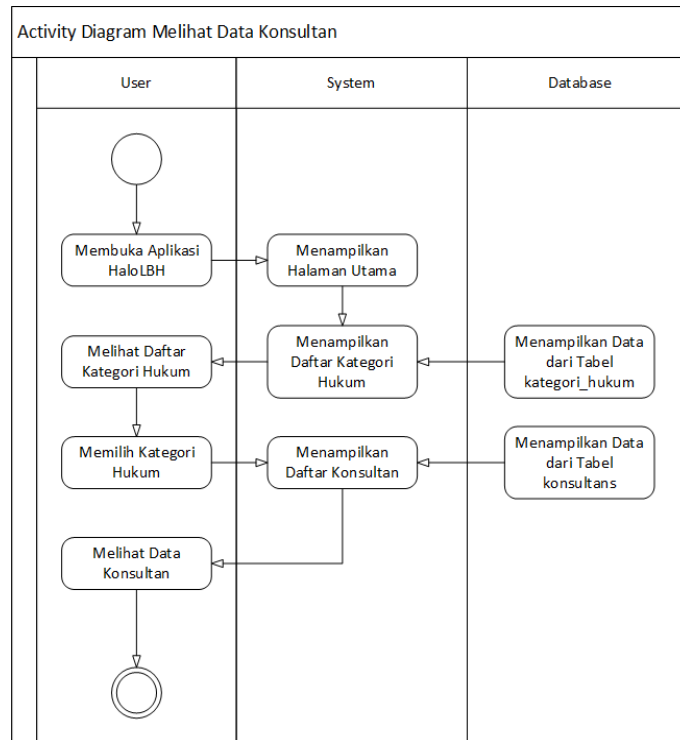 Activity Diagram Melihat Data Konsultan
User
System
Database
Membuka Aplikasi
HaloLBH
Menampilkan
Halaman Utama
Melihat Daftar
Kategori Hukum
Menampilkan
Daftar Kategori
Hukum
Menampilkan Data
dari Tabel
kategori_hukum
Memilih Kategori
Hukum
Menampilkan
Daftar Konsultan
Menampilkan Data
dari Tabel
konsultans
Melihat Data
Konsultan